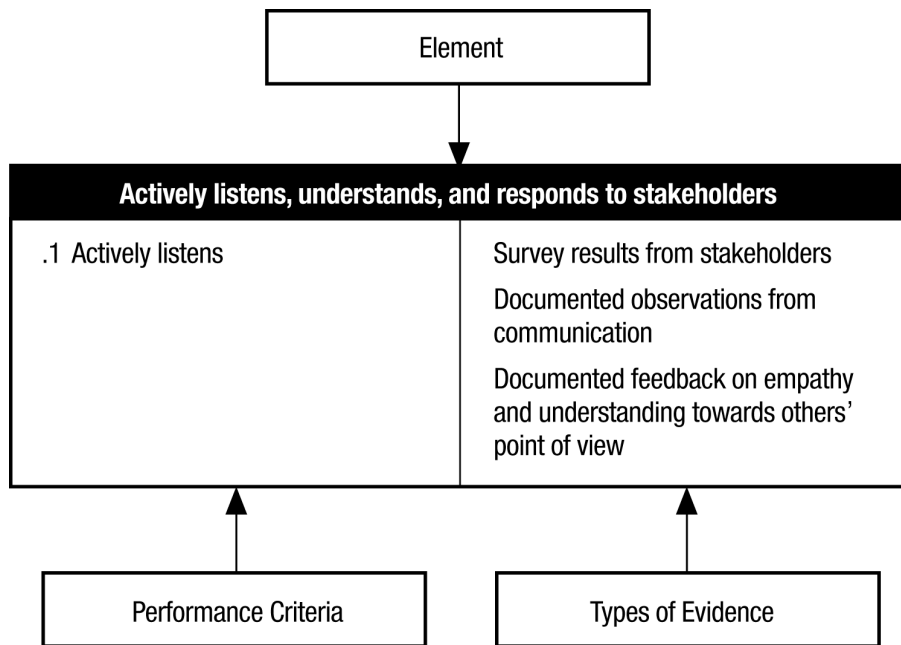 Element
Actively listens, understands, and responds to stakeholders
.1 Actively listens
Survey results from stakeholders
Documented observations from
communication
Documented feedback on empathy
and understanding towards others’
point of view
Performance Criteria
Types of Evidence